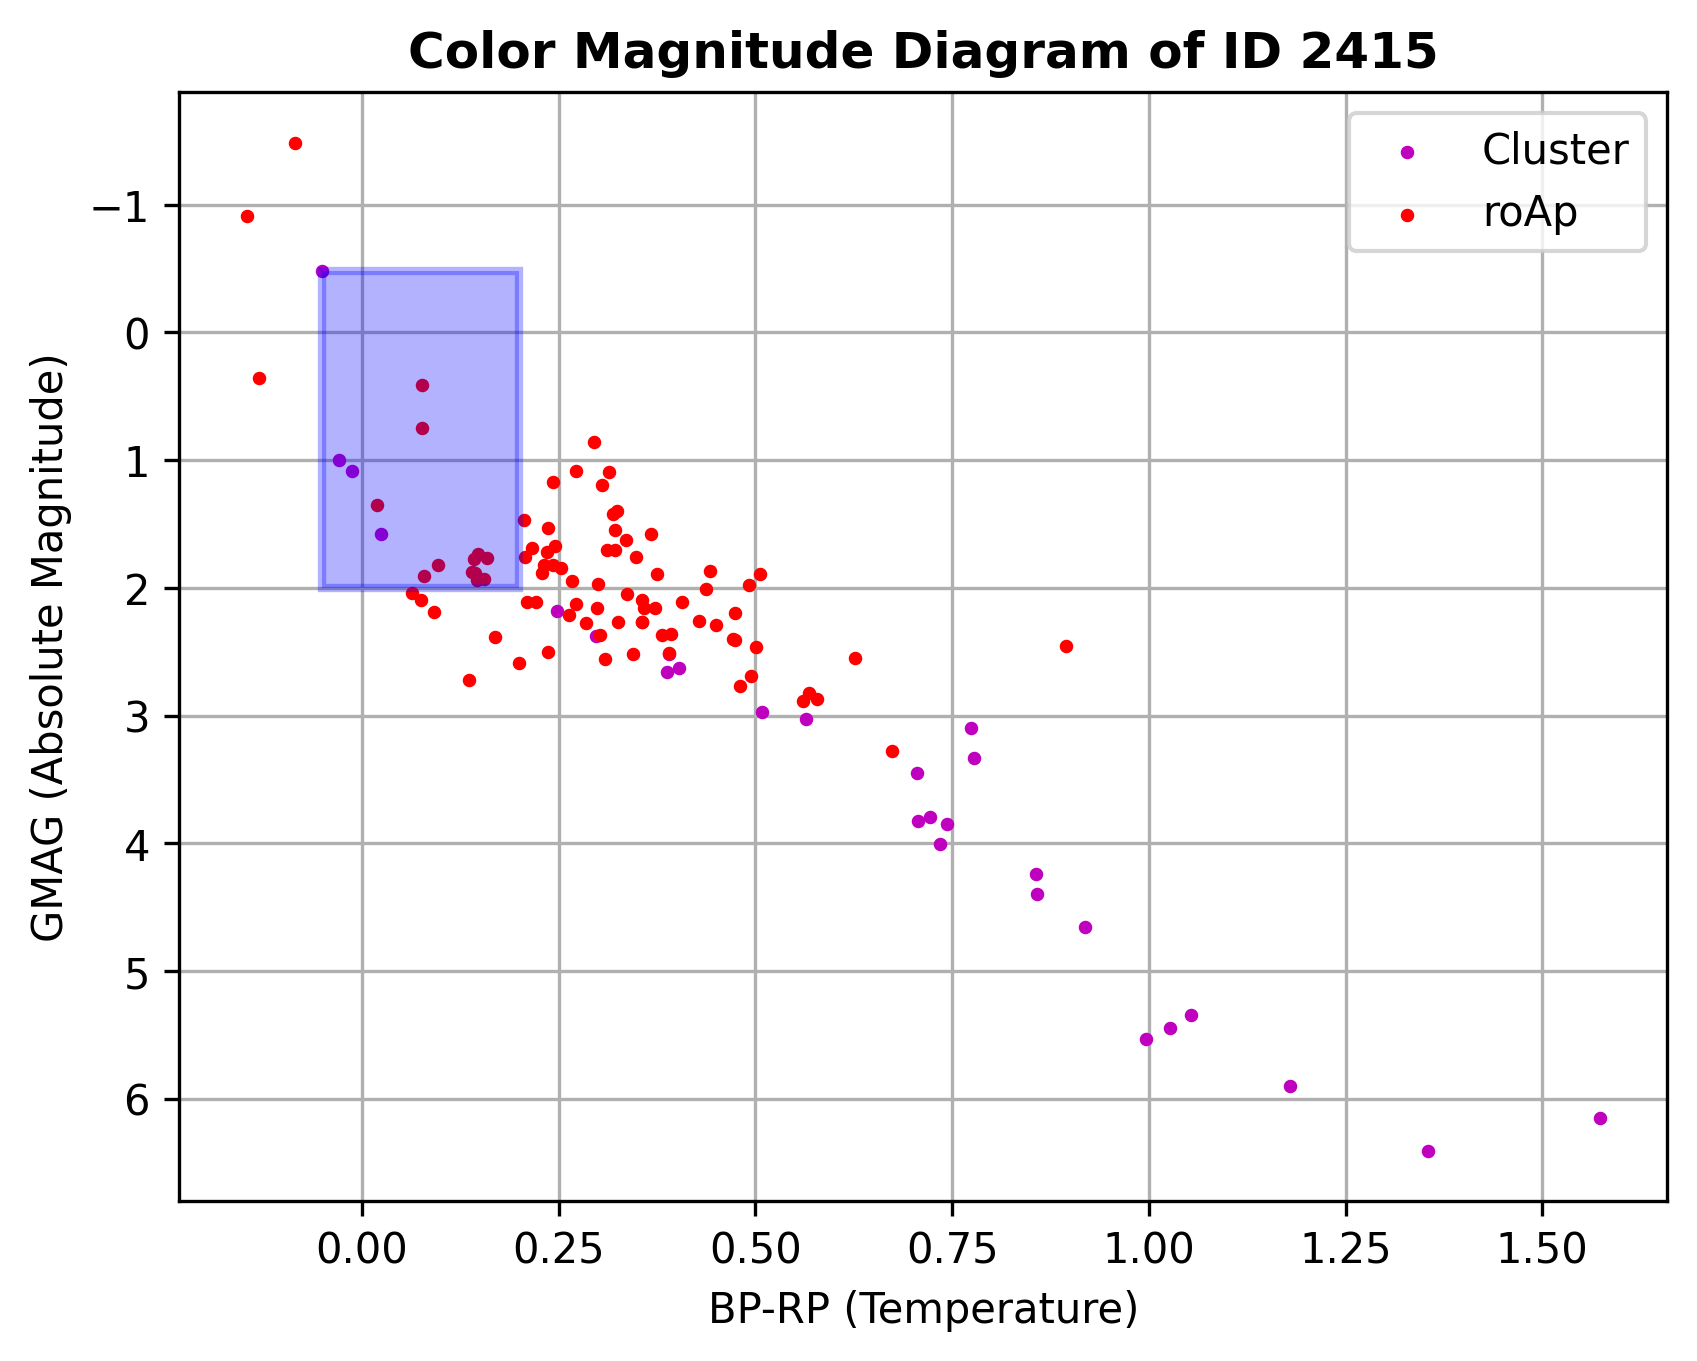 Color Magnitude Diagram of ID 2415
Cluster
roAp
−1
0
1
2
3
4
5
6
GMAG (Absolute Magnitude)
0.00 0.25 0.50 0.75 1.00 1.25 1.50
BP-RP (Temperature)